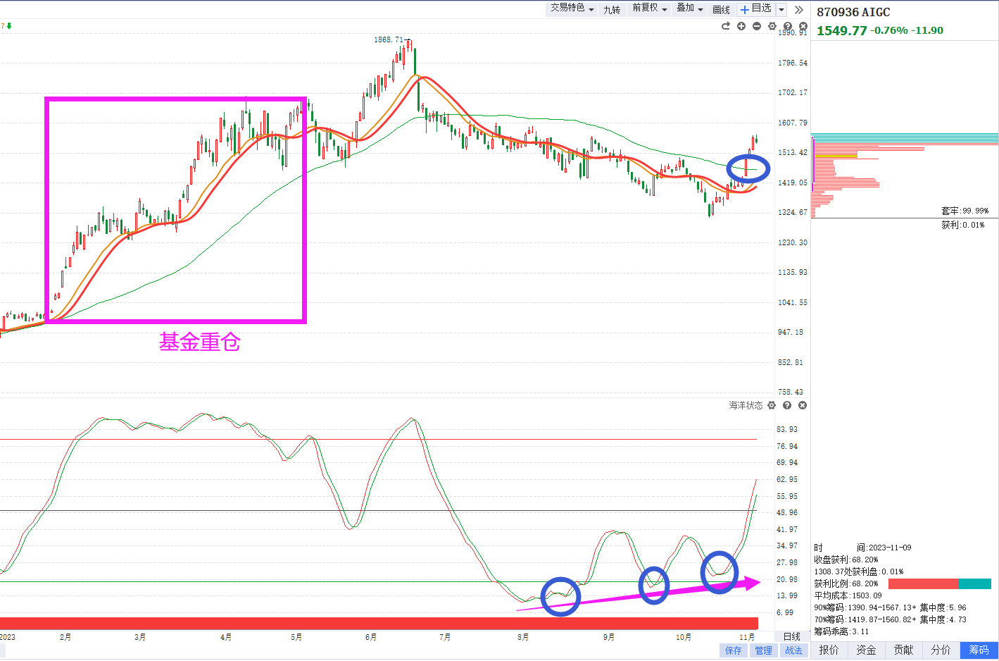 交易特色 九转 前复权 叠加 画线 自选
870936 AIGC
1549.77 -0.76% -11.90
7
1890.91
1868.71
1796.54
1702.17
1607.79
1513.42
1419.05
1324.67
1230.30
1135.93
1041.55
947.18
852.81
758.43
基金重仓
套牢:99.99%
获利:0.01%
海洋状态
83.93
76.94
69.94
62.95
55.95
48.96
41.97
34.97
27.98
20.98
13.99
6.99
时间:2023-11-09
收盘获利:68.20%
1308.37处获利盘:0.01%
获利比例:68.20%
平均成本:1503.09
90%筹码:1390.94-1567.13+ 集中度:5.96
70%筹码:1419.87-1560.82+ 集中度:4.73
筹码乖离:3.11
2023 2月 3月 4月 5月 6月 7月 8月 9月 10月 11月 日线
保存 管理 战法 报价 资金 贡献 分价 筹码